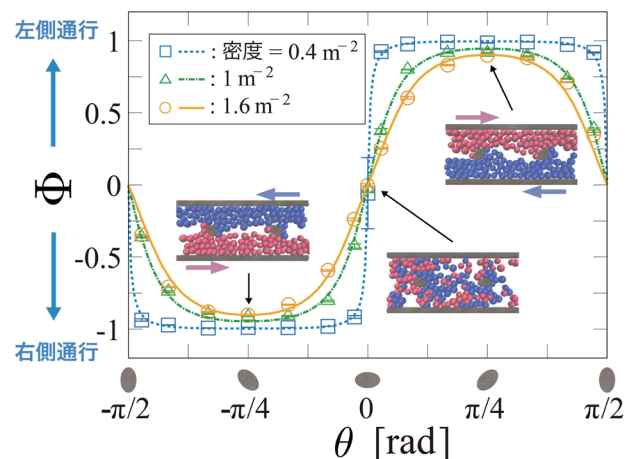 左側通行
Φ
右側通行
1
0.5
0
-0.5
-1
: 密度 = 0.4 m⁻²
: 1 m⁻²
: 1.6 m⁻²
-π/2 -π/4 0 π/4 π/2
θ [rad]